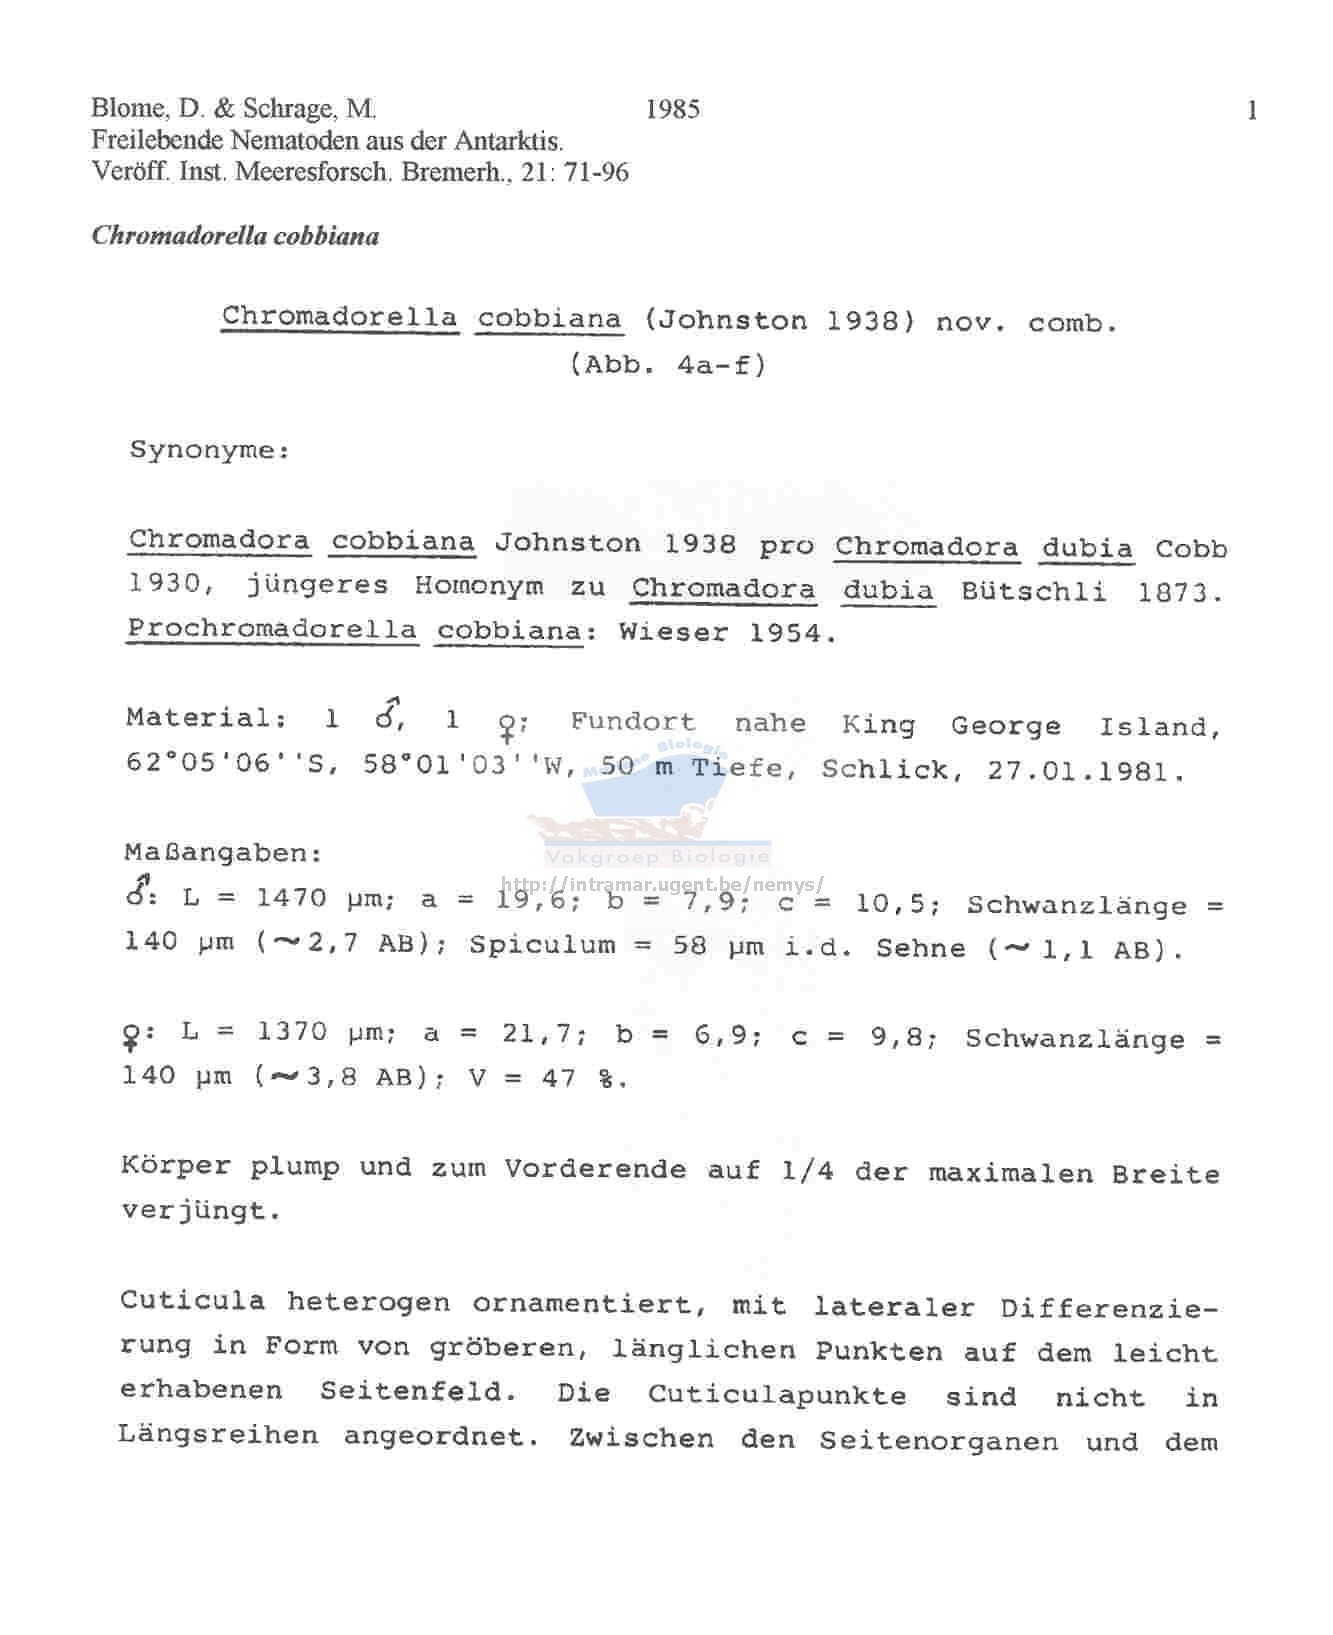 Blome, D. & Schrage, M. 1985 1
Freilebende Nematoden aus der Antarktis.
Veröff. Inst. Meeresforsch. Bremerh., 21: 71-96
Chromadorella cobbiana
Chromadorella cobbiana (Johnston 1938) nov. comb.
(Abb. 4a-f)
Synonyme:
Chromadora cobbiana Johnston 1938 pro Chromadora dubia Cobb
1930, jüngeres Homonym zu Chromadora dubia Bütschli 1873.
Prochromadorella cobbiana: Wieser 1954.
Material: 1 ♂, 1 ♀; Fundort nahe King George Island,
62°05'06''S, 58°01'03''W, 50 m Tiefe, Schlick, 27.01.1981.
Marine Biologie
Maßangaben:
Vakgroep Biologie
http://intramar.ugent.be/nemys/
♂: L = 1470 µm; a = 19,6; b = 7,9; c = 10,5; Schwanzlänge =
140 µm (~2,7 AB); Spiculum = 58 µm i.d. Sehne (~ 1,1 AB).
♀: L = 1370 µm; a = 21,7; b = 6,9; c = 9,8; Schwanzlänge =
140 µm (~3,8 AB); V = 47 %.
Körper plump und zum Vorderende auf 1/4 der maximalen Breite
verjüngt.
Cuticula heterogen ornamentiert, mit lateraler Differenzie-
rung in Form von gröberen, länglichen Punkten auf dem leicht
erhabenen Seitenfeld. Die Cuticulapunkte sind nicht in
Längsreihen angeordnet. Zwischen den Seitenorganen und dem